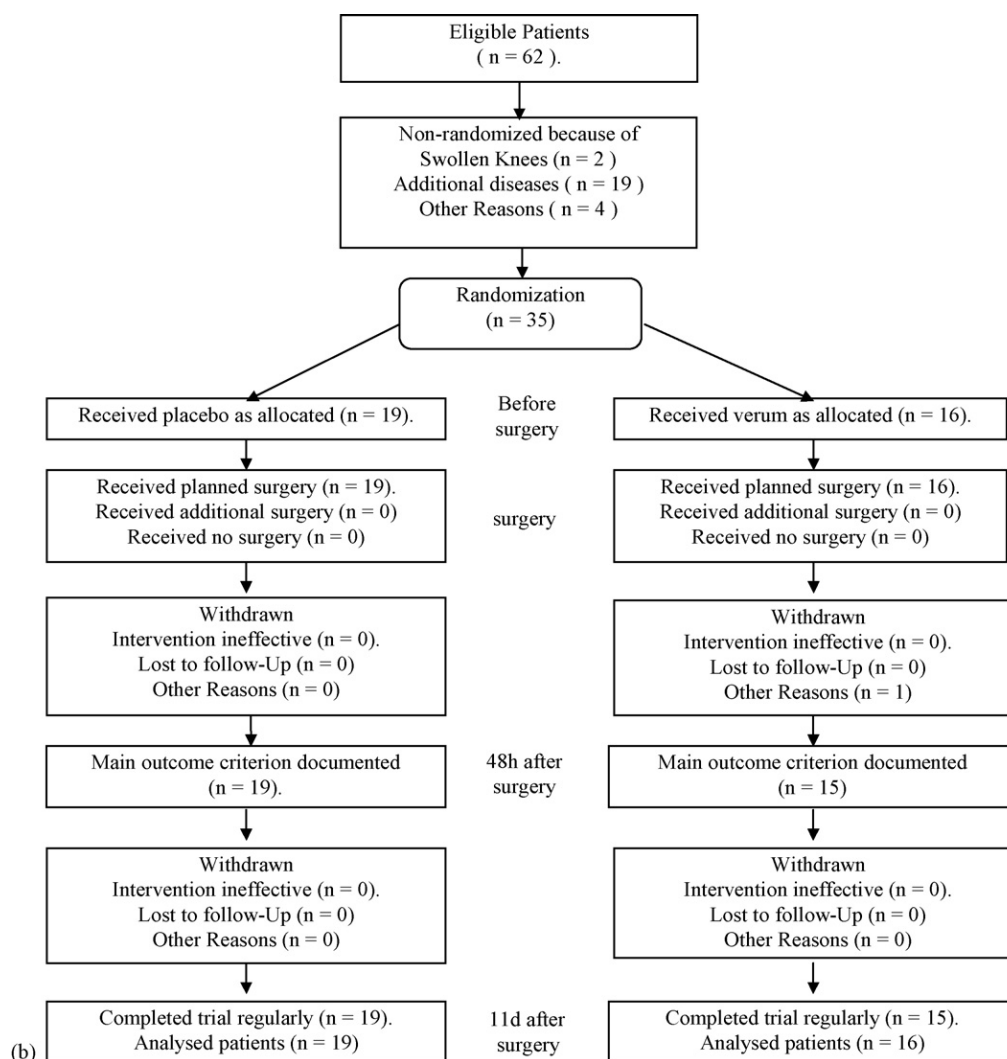 Eligible Patients
( n = 62 ).
Non-randomized because of
Swollen Knees (n = 2 )
Additional diseases ( n = 19 )
Other Reasons ( n = 4 )
Randomization
(n = 35)
Received placebo as allocated (n = 19).
Before
surgery
Received verum as allocated (n = 16).
Received planned surgery (n = 19).
Received additional surgery (n = 0)
Received no surgery (n = 0)
surgery
Received planned surgery (n = 16).
Received additional surgery (n = 0)
Received no surgery (n = 0)
Withdrawn
Intervention ineffective (n = 0).
Lost to follow-Up (n = 0)
Other Reasons (n = 0)
Withdrawn
Intervention ineffective (n = 0).
Lost to follow-Up (n = 0)
Other Reasons (n = 1)
Main outcome criterion documented
(n = 19).
48h after
surgery
Main outcome criterion documented
(n = 15)
Withdrawn
Intervention ineffective (n = 0).
Lost to follow-Up (n = 0)
Other Reasons (n = 0)
Withdrawn
Intervention ineffective (n = 0).
Lost to follow-Up (n = 0)
Other Reasons (n = 0)
Completed trial regularly (n = 19).
Analysed patients (n = 19)
11d after
surgery
Completed trial regularly (n = 15).
Analysed patients (n = 16)
(b)